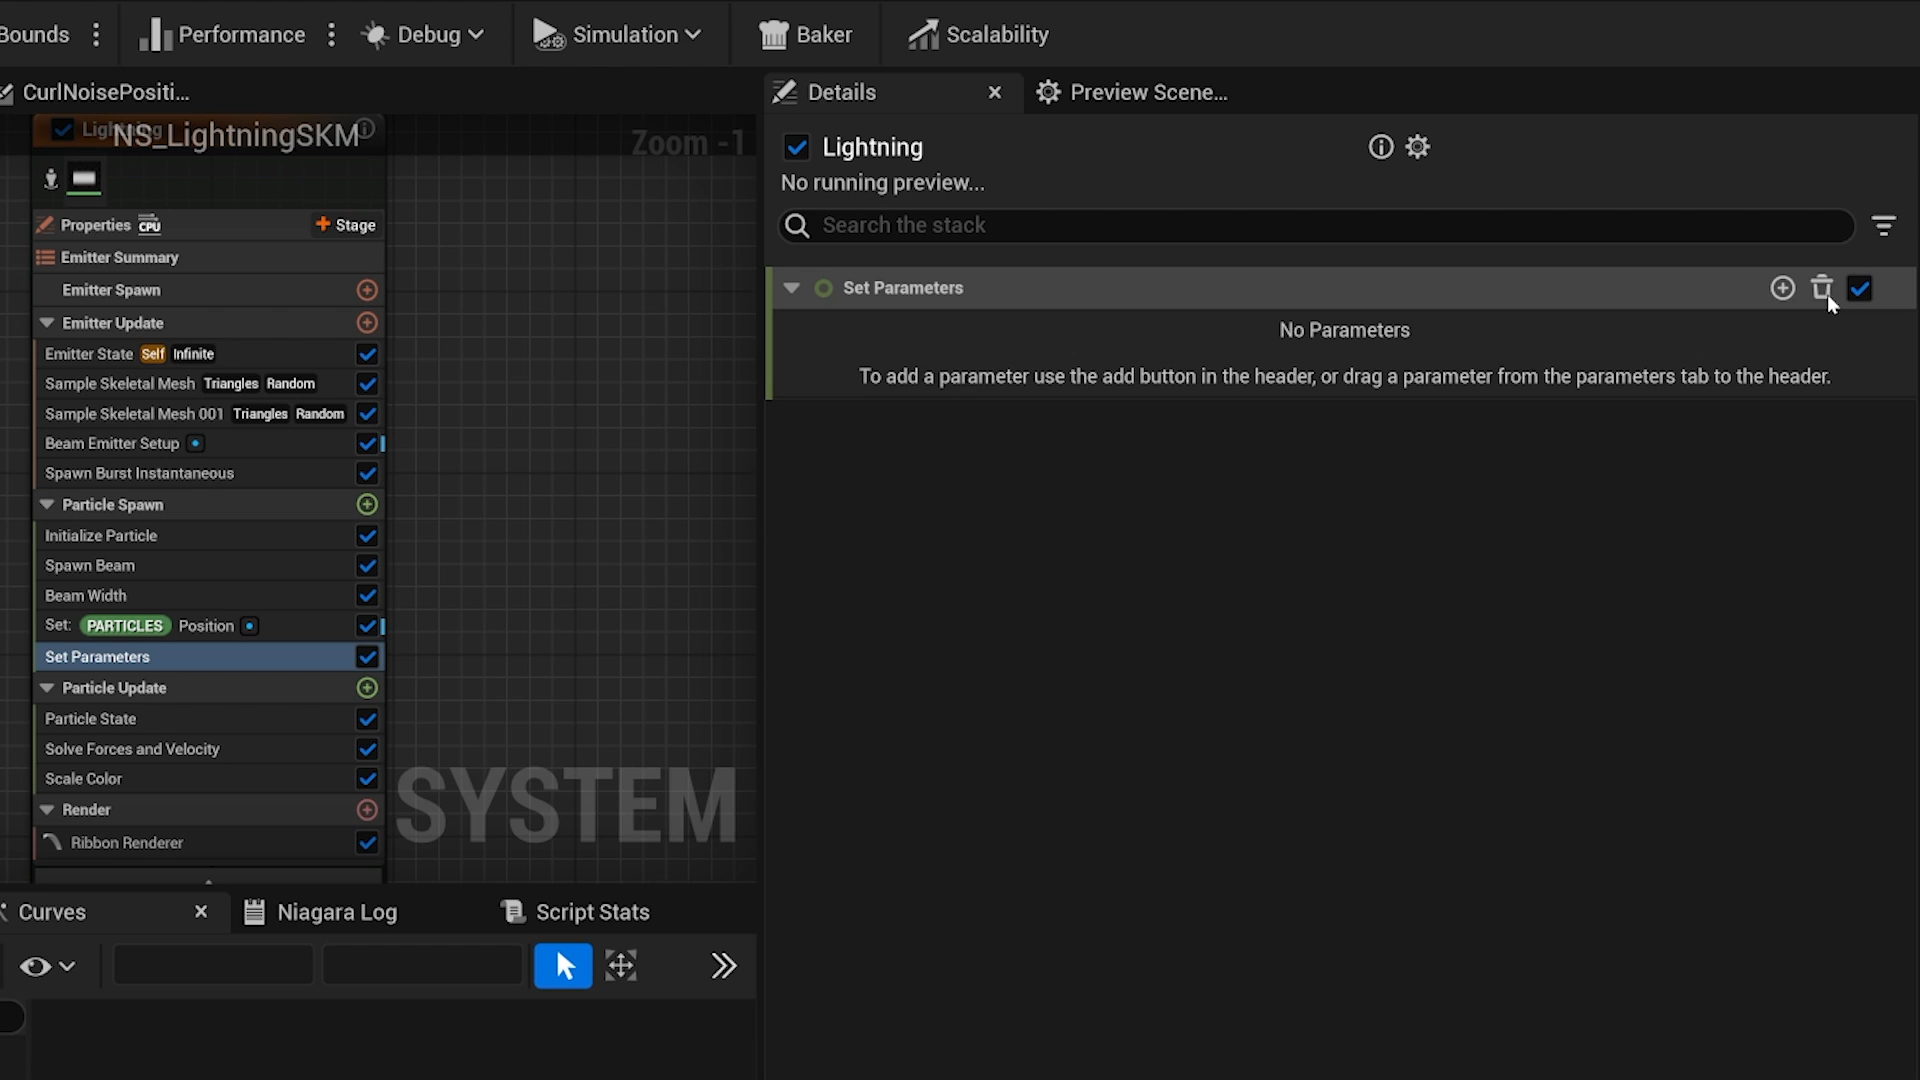 Bounds
Performance
Debug
Simulation
Baker
Scalability
CurlNoisePositi...
Details
Preview Scene...
Lightning
NS_LightningSKM
Zoom -1
Lightning
No running preview...
Search the stack
Properties CPU
Stage
Emitter Summary
Emitter Spawn
Emitter Update
Emitter State Self Infinite
Sample Skeletal Mesh Triangles Random
Sample Skeletal Mesh 001 Triangles Random
Beam Emitter Setup
Spawn Burst Instantaneous
Particle Spawn
Initialize Particle
Spawn Beam
Beam Width
Set: PARTICLES Position
Set Parameters
Particle Update
Particle State
Solve Forces and Velocity
Scale Color
Render
Ribbon Renderer
SYSTEM
Set Parameters
No Parameters
To add a parameter use the add button in the header, or drag a parameter from the parameters tab to the header.
Curves
Niagara Log
Script Stats